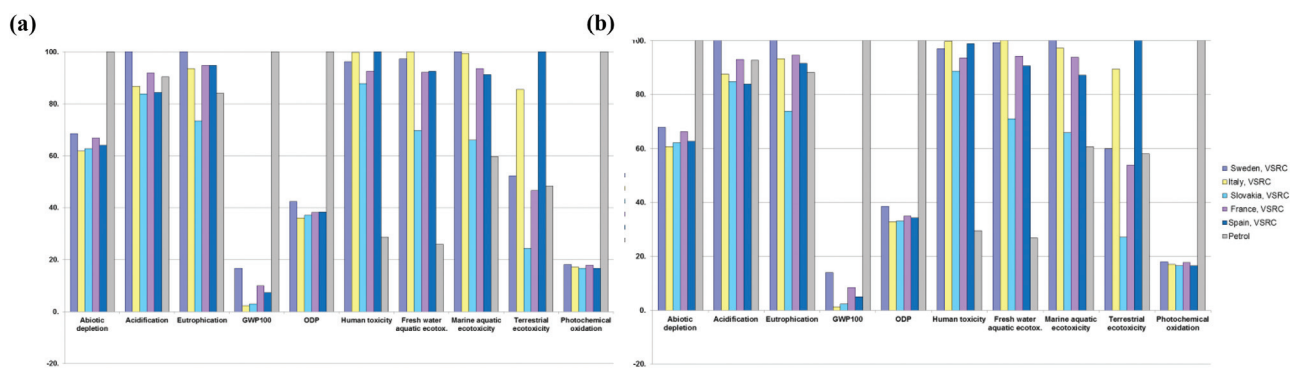 (a)
100.
80.
60.
40.
20.
0.
-20.
Abiotic
depletion
Acidification
Eutrophication
GWP100
ODP
Human toxicity
Fresh water
aquatic ecotox.
Marine aquatic
ecotoxicity
Terrestrial
ecotoxicity
Photochemical
oxidation
(b)
100.
80.
60.
40.
20.
0.
-20.
Abiotic
depletion
Acidification
Eutrophication
GWP100
ODP
Human toxicity
Fresh water
aquatic ecotox.
Marine aquatic
ecotoxicity
Terrestrial
ecotoxicity
Photochemical
oxidation
Sweden, VSRC
Italy, VSRC
Slovakia, VSRC
France, VSRC
Spain, VSRC
Petrol